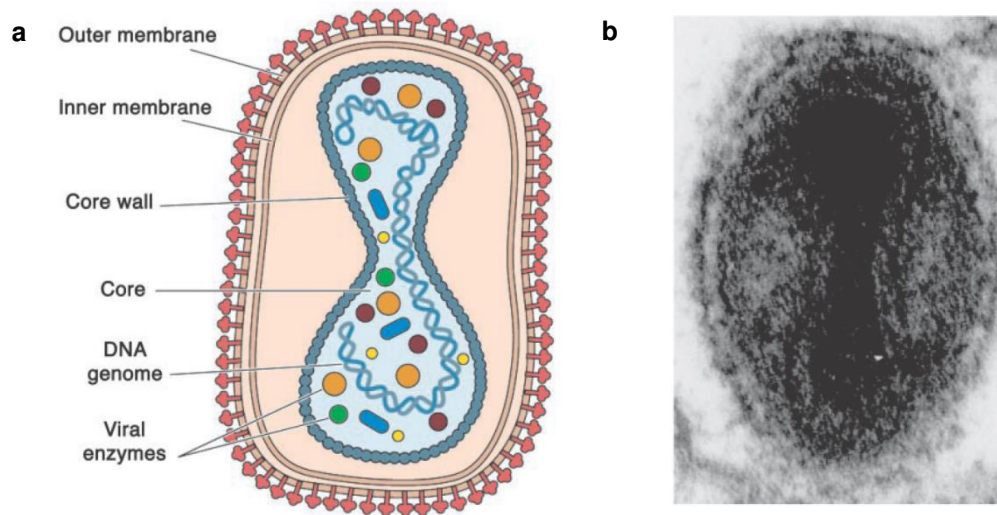 a
Outer membrane
Inner membrane
Core wall
Core
DNA
genome
Viral
enzymes
b